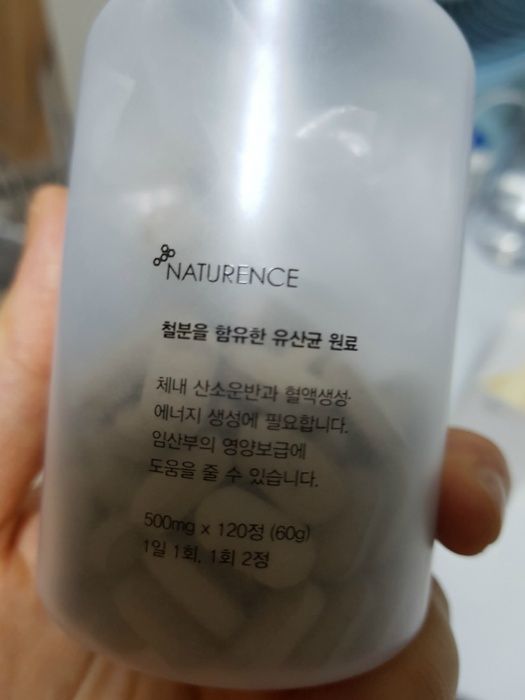 NATURENCE
철분을 함유한 유산균 원료
체내 산소운반과 혈액생성·
에너지 생성에 필요합니다.
임산부의 영양보급에
도움을 줄 수 있습니다.
500mg x 120정 (60g)
1일 1회, 1회 2정